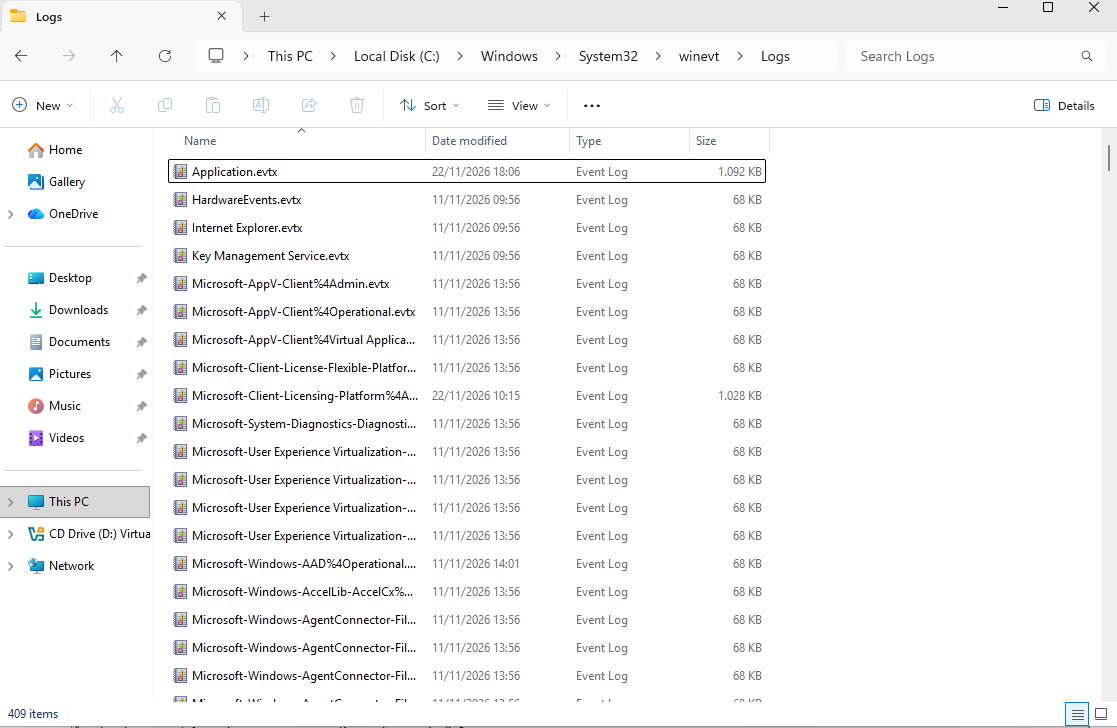 Logs
This PC Local Disk (C:) Windows System32 winevt Logs Search Logs
New Sort View Details
Home
Gallery
OneDrive
Desktop
Downloads
Documents
Pictures
Music
Videos
This PC
CD Drive (D:) Virtua
Network
Name Date modified Type Size
Application.evtx 22/11/2026 18:06 Event Log 1.092 KB
HardwareEvents.evtx 11/11/2026 09:56 Event Log 68 KB
Internet Explorer.evtx 11/11/2026 09:56 Event Log 68 KB
Key Management Service.evtx 11/11/2026 09:56 Event Log 68 KB
Microsoft-AppV-Client%4Admin.evtx 11/11/2026 13:56 Event Log 68 KB
Microsoft-AppV-Client%4Operational.evtx 11/11/2026 13:56 Event Log 68 KB
Microsoft-AppV-Client%4Virtual Applica... 11/11/2026 13:56 Event Log 68 KB
Microsoft-Client-License-Flexible-Platfor... 11/11/2026 13:56 Event Log 68 KB
Microsoft-Client-Licensing-Platform%4A... 22/11/2026 10:15 Event Log 1.028 KB
Microsoft-System-Diagnostics-Diagnosti... 11/11/2026 13:56 Event Log 68 KB
Microsoft-User Experience Virtualization-... 11/11/2026 13:56 Event Log 68 KB
Microsoft-User Experience Virtualization-... 11/11/2026 13:56 Event Log 68 KB
Microsoft-User Experience Virtualization-... 11/11/2026 13:56 Event Log 68 KB
Microsoft-User Experience Virtualization-... 11/11/2026 13:56 Event Log 68 KB
Microsoft-Windows-AAD%4Operational.... 11/11/2026 14:01 Event Log 68 KB
Microsoft-Windows-AccelLib-AccelCx%... 11/11/2026 13:56 Event Log 68 KB
Microsoft-Windows-AgentConnector-Fil... 11/11/2026 13:56 Event Log 68 KB
Microsoft-Windows-AgentConnector-Fil... 11/11/2026 13:56 Event Log 68 KB
Microsoft-Windows-AgentConnector-Fil... 11/11/2026 13:56 Event Log 68 KB
409 items